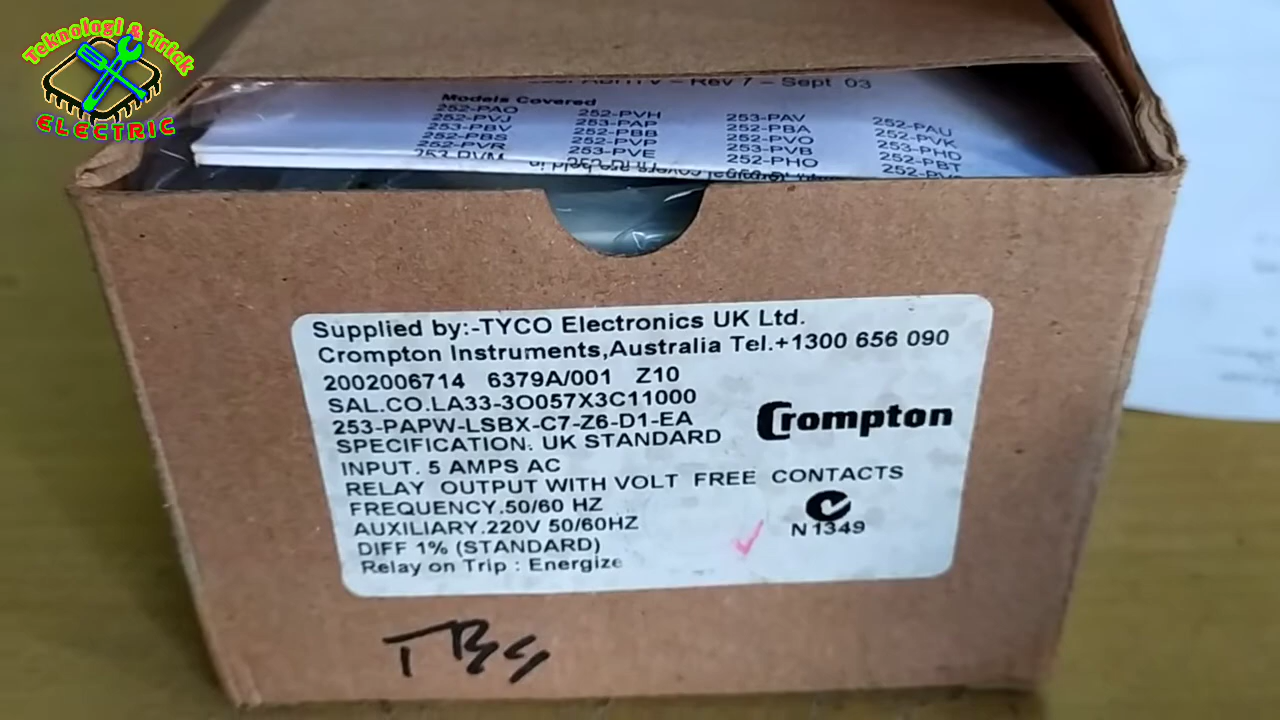 Teknologi & Trick
ELECTRIC
Rev 7 – Sept 03
Models Covered
252-PAO 252-PVH 253-PAV 252-PAU
252-PVJ 253-PAP 252-PBA 252-PVK
253-PBV 252-PBB 252-PVO 253-PHD
252-PBS 252-PVP 253-PVB 252-PBT
252-PVR 253-PVE 252-PHO
253-PVM
Supplied by:-TYCO Electronics UK Ltd.
Crompton Instruments,Australia Tel.+1300 656 090
2002006714 6379A/001 Z10
SAL.CO.LA33-3O057X3C11000
253-PAPW-LSBX-C7-Z6-D1-EA
Crompton
SPECIFICATION: UK STANDARD
INPUT. 5 AMPS AC
RELAY OUTPUT WITH VOLT FREE CONTACTS
FREQUENCY.50/60 HZ
AUXILIARY.220V 50/60HZ
N 1349
DIFF 1% (STANDARD)
Relay on Trip : Energize